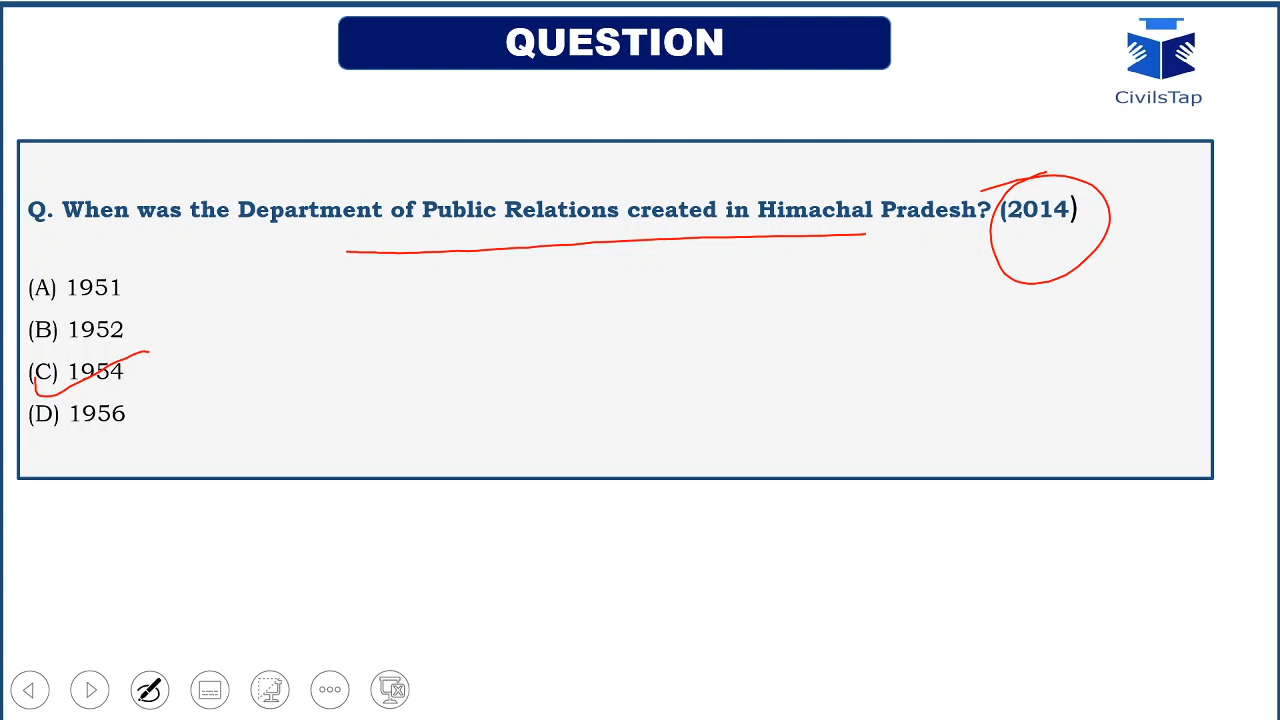 QUESTION
CivilsTap
Q. When was the Department of Public Relations created in Himachal Pradesh? (2014)
(A) 1951
(B) 1952
(C) 1954
(D) 1956